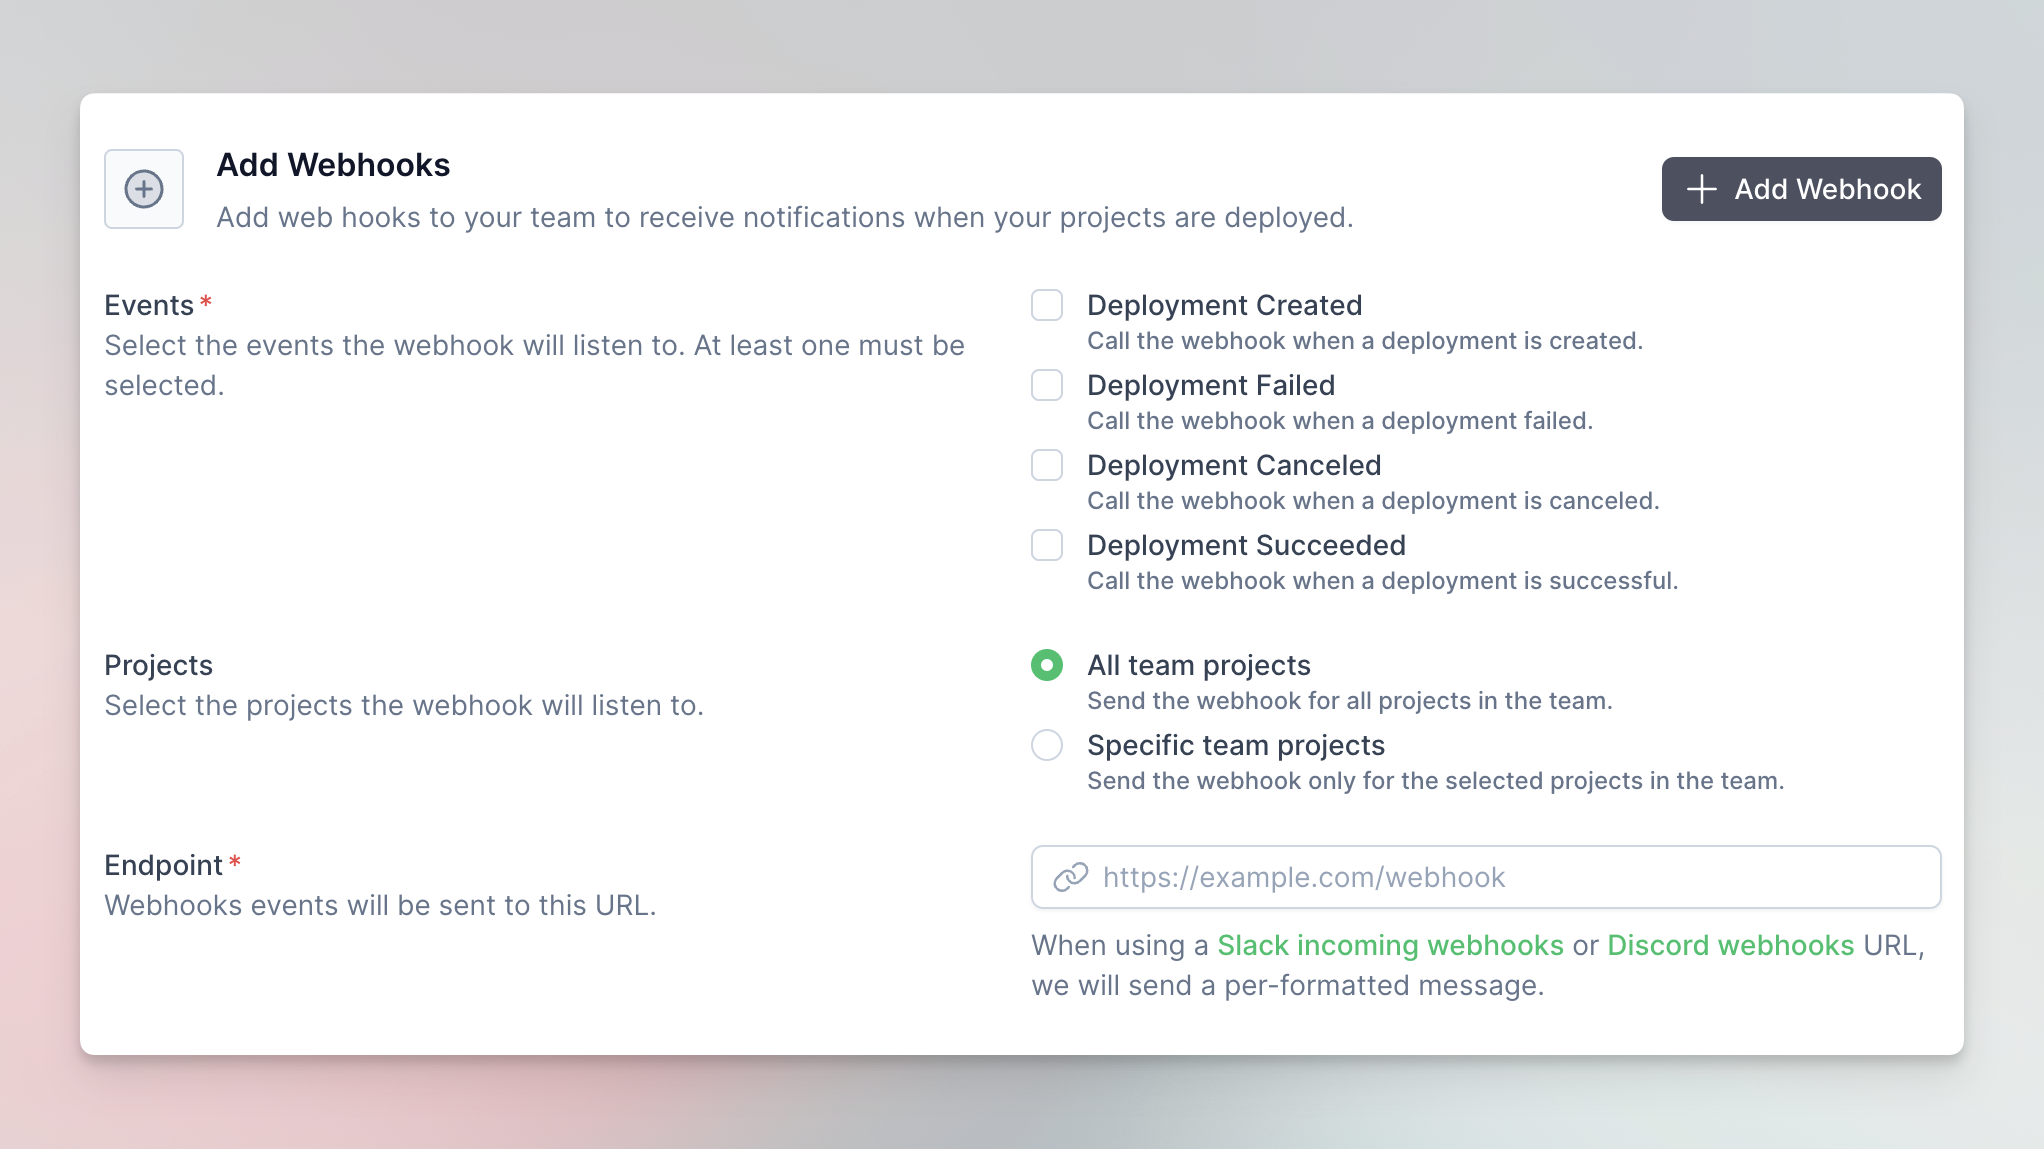 Add Webhooks
Add web hooks to your team to receive notifications when your projects are deployed.
Add Webhook
Events *
Select the events the webhook will listen to. At least one must be
selected.
Deployment Created
Call the webhook when a deployment is created.
Deployment Failed
Call the webhook when a deployment failed.
Deployment Canceled
Call the webhook when a deployment is canceled.
Deployment Succeeded
Call the webhook when a deployment is successful.
Projects
Select the projects the webhook will listen to.
All team projects
Send the webhook for all projects in the team.
Specific team projects
Send the webhook only for the selected projects in the team.
Endpoint *
Webhooks events will be sent to this URL.
https://example.com/webhook
When using a Slack incoming webhooks or Discord webhooks URL,
we will send a per-formatted message.